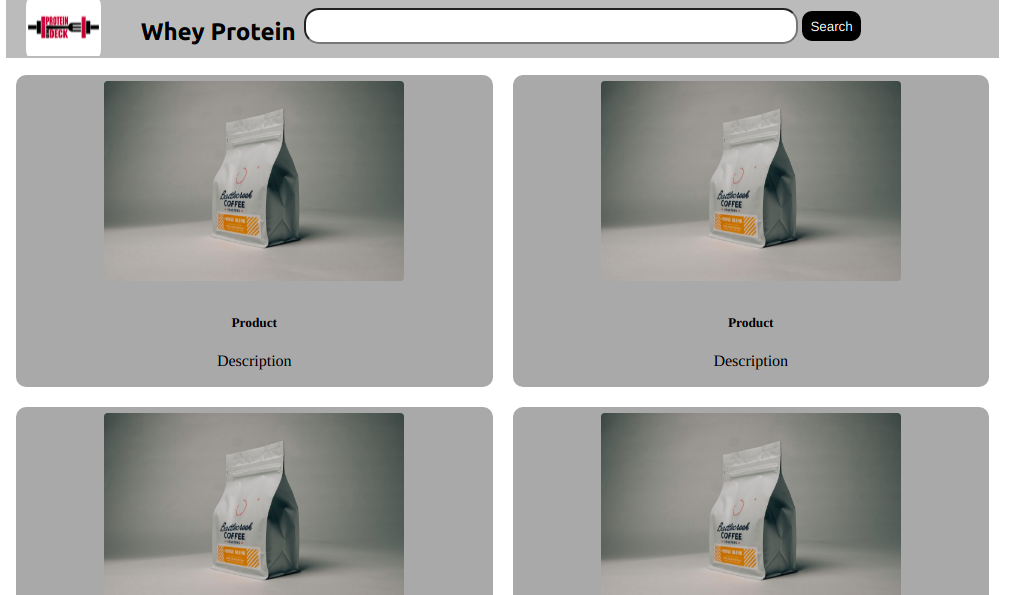 PROTEIN
DECK
Whey Protein
Search
Battlecreek
COFFEE
Product
Description
Battlecreek
COFFEE
Product
Description
Battlecreek
COFFEE
Battlecreek
COFFEE